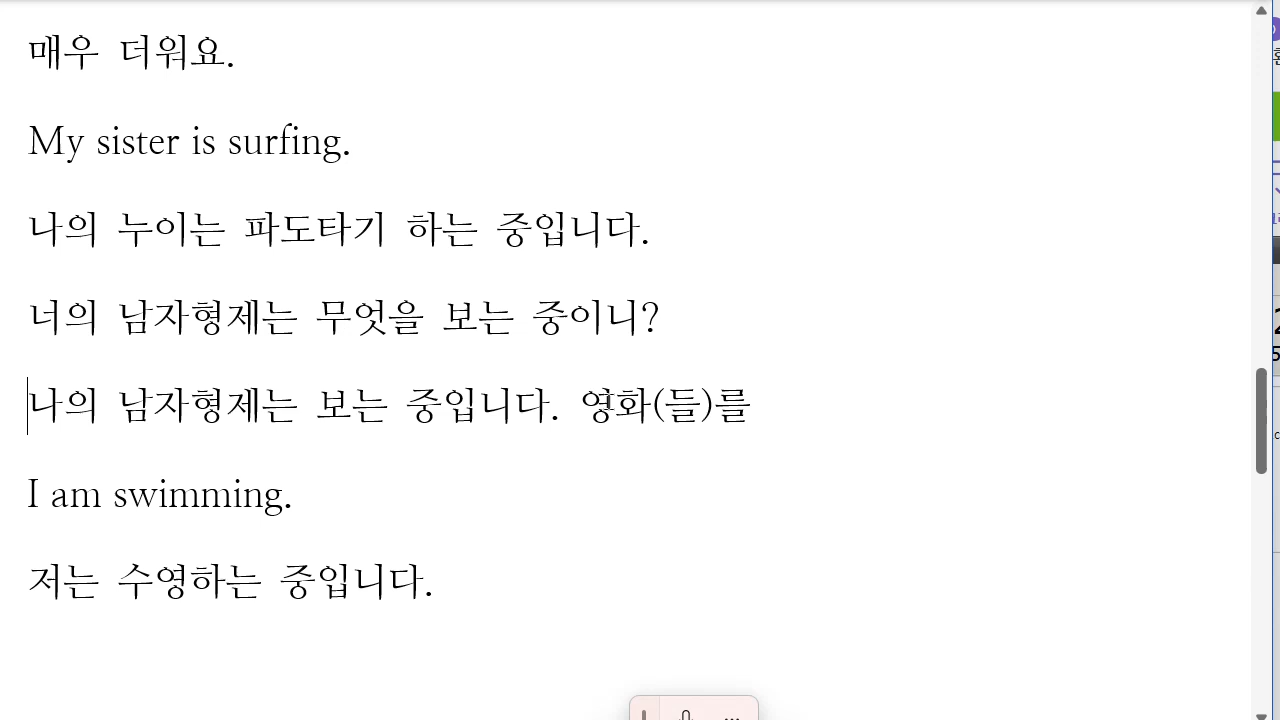 매우 더워요.
My sister is surfing.
나의 누이는 파도타기 하는 중입니다.
너의 남자형제는 무엇을 보는 중이니?
나의 남자형제는 보는 중입니다. 영화(들)를
I am swimming.
저는 수영하는 중입니다.